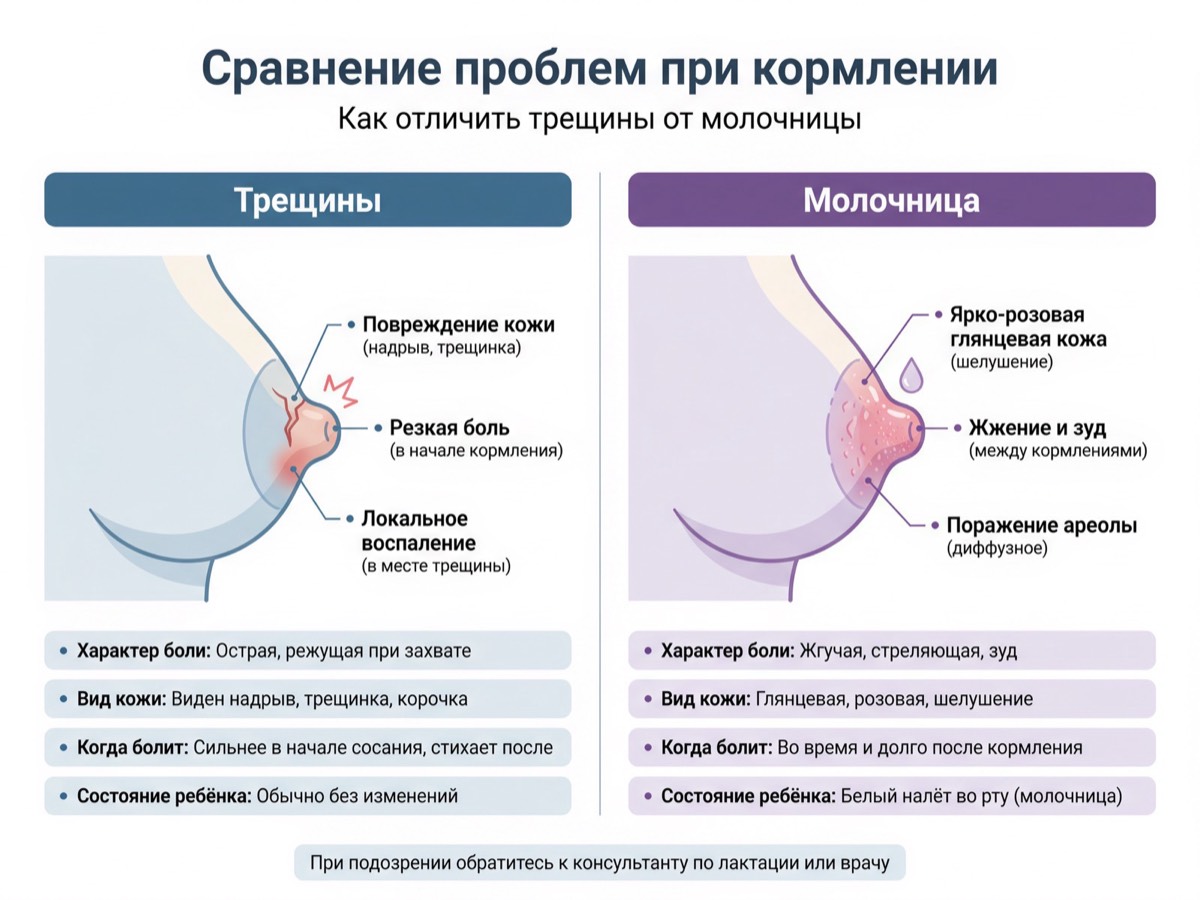 Сравнение проблем при кормлении
Как отличить трещины от молочницы
Трещины
Повреждение кожи
(надрыв, трещинка)
Резкая боль
(в начале кормления)
Локальное
воспаление
(в месте трещины)
Характер боли: Острая, режущая при захвате
Вид кожи: Виден надрыв, трещинка, корочка
Когда болит: Сильнее в начале сосания, стихает после
Состояние ребёнка: Обычно без изменений
Молочница
Ярко-розовая
глянцевая кожа
(шелушение)
Жжение и зуд
(между кормлениями)
Поражение ареолы
(диффузное)
Характер боли: Жгучая, стреляющая, зуд
Вид кожи: Глянцевая, розовая, шелушение
Когда болит: Во время и долго после кормления
Состояние ребёнка: Белый налёт во рту (молочница)
При подозрении обратитесь к консультанту по лактации или врачу